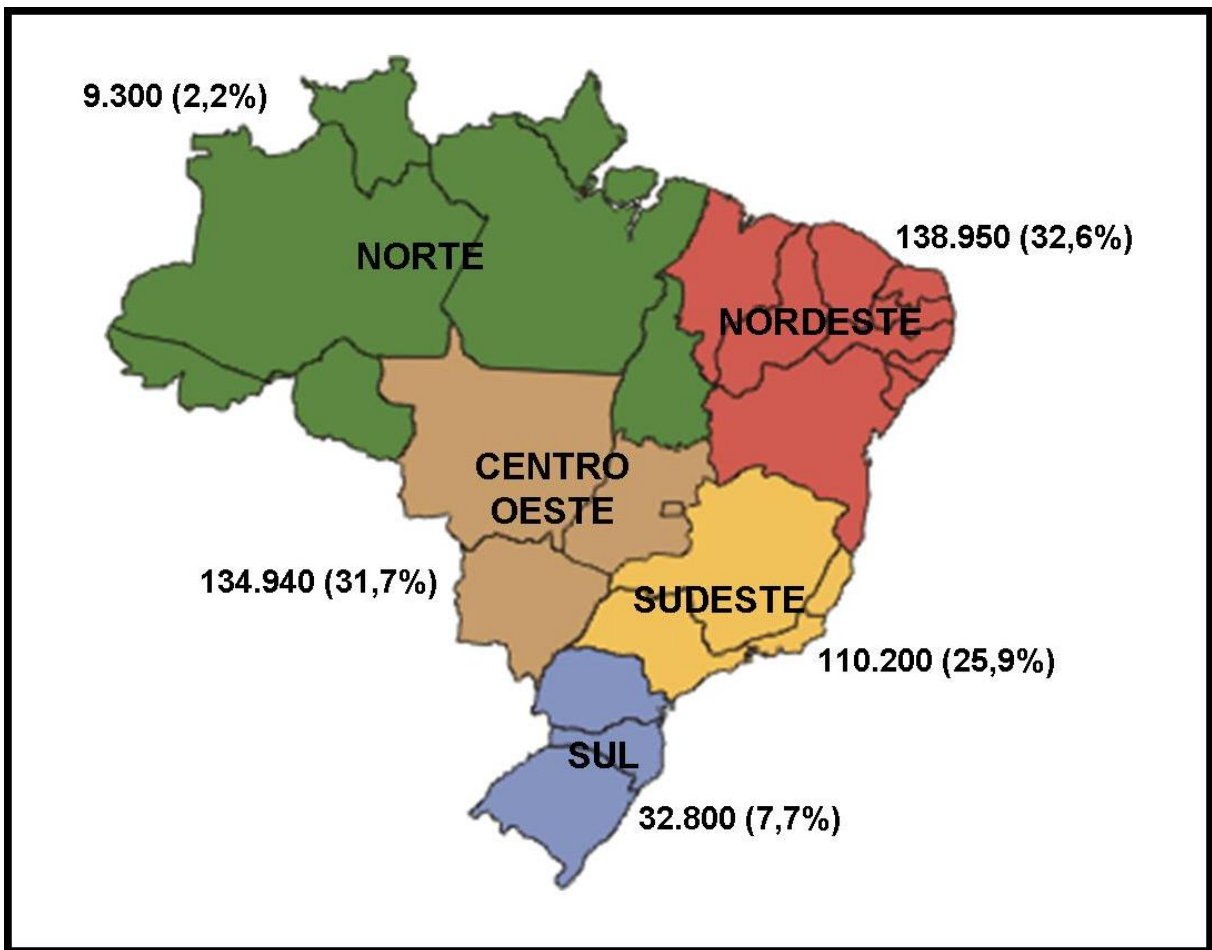 9.300 (2,2%)
NORTE
138.950 (32,6%)
NORDESTE
CENTRO
OESTE
134.940 (31,7%)
SUDESTE
110.200 (25,9%)
SUL
32.800 (7,7%)